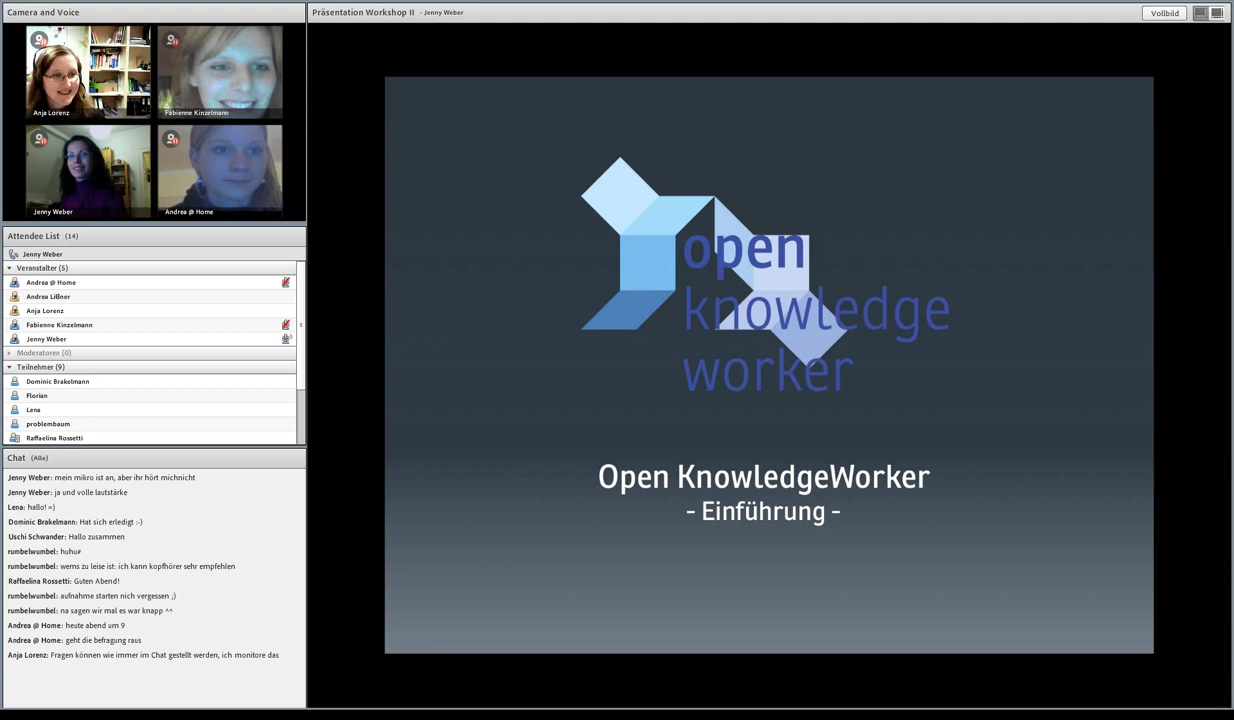 Camera and Voice
Anja Lorenz
Fabienne Kinzelmann
Jenny Weber
Andrea @ Home
Attendee List (14)
Jenny Weber
Veranstalter (5)
Andrea @ Home
Andrea Lißner
Anja Lorenz
Fabienne Kinzelmann
Jenny Weber
Moderatoren (0)
Teilnehmer (9)
Dominic Brakelmann
Florian
Lena
problembaum
Raffaelina Rossetti
Chat (Alle)
Jenny Weber: mein mikro ist an, aber ihr hört michnicht
Jenny Weber: ja und volle lautstärke
Lena: hallo! =)
Dominic Brakelmann: Hat sich erledigt :-)
Uschi Schwander: Hallo zusammen
rumbelwumbel: huhu#
rumbelwumbel: wems zu leise ist: ich kann kopfhörer sehr empfehlen
Raffaelina Rossetti: Guten Abend!
rumbelwumbel: aufnahme starten nich vergessen ;)
rumbelwumbel: na sagen wir mal es war knapp ^^
Andrea @ Home: heute abend um 9
Andrea @ Home: geht die befragung raus
Anja Lorenz: Fragen können wie immer im Chat gestellt werden, ich monitore das
Präsentation Workshop II - Jenny Weber
Vollbild
open
knowledge
worker
Open KnowledgeWorker
- Einführung -